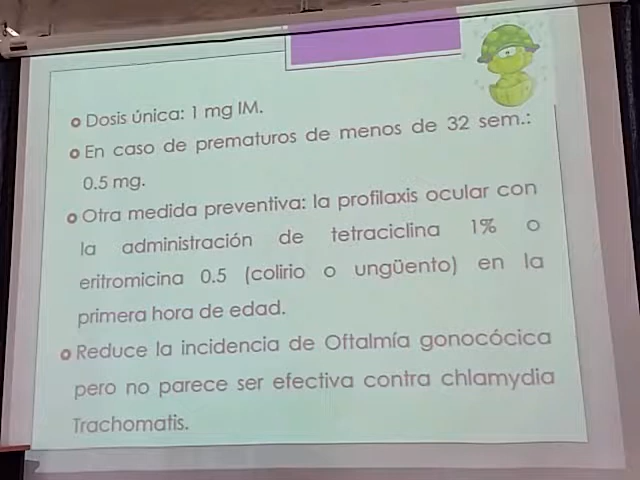 Dosis única: 1 mg IM.
En caso de prematuros de menos de 32 sem.:
0.5 mg.
Otra medida preventiva: la profilaxis ocular con
la administración de tetraciclina 1% o
eritromicina 0.5 (colirio o ungüento) en la
primera hora de edad.
Reduce la incidencia de Oftalmía gonocócica
pero no parece ser efectiva contra chlamydia
Trachomatis.